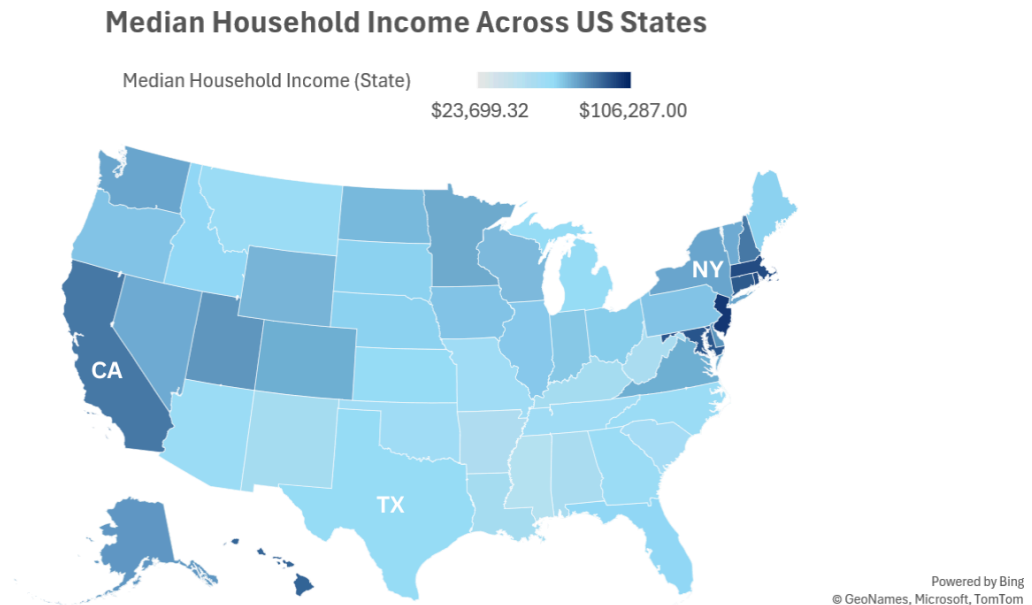 Median Household Income Across US States
Median Household Income (State)
$23,699.32 $106,287.00
NY
CA
TX
Powered by Bing
© GeoNames, Microsoft, TomTom